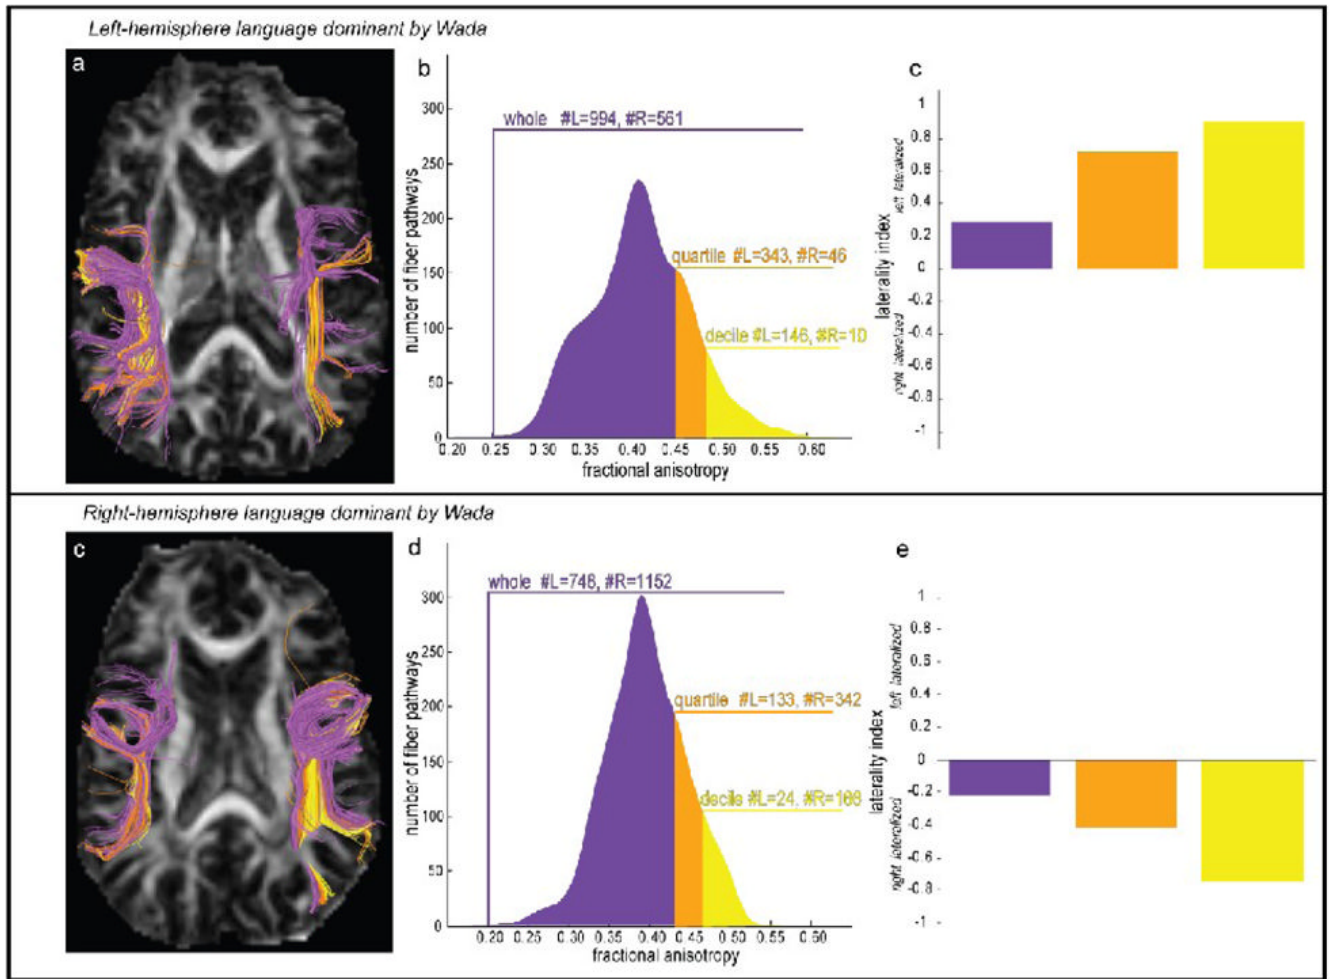 Left-hemisphere language dominant by Wada
a
b
number of fiber pathways
300
250
200
150
100
50
0
whole #L=994, #R=561
quartile #L=343, #R=46
decile #L=146, #R=10
0.20 0.25 0.30 0.35 0.40 0.45 0.50 0.55 0.60
fractional anisotropy
c
laterality index
left lateralized
right lateralized
1
0.8
0.6
0.4
0.2
0
-0.2
-0.4
-0.6
-0.8
-1
Right-hemisphere language dominant by Wada
c
d
number of fiber pathways
300
250
200
150
100
50
0
whole #L=748, #R=1152
quartile #L=133, #R=342
decile #L=24,
0.20 0.25 0.30 0.35 0.40 0.45 0.50 0.55 0.60
fractional anisotropy
e
laterality index
left lateralized
right lateralized
1
0.8
0.6
0.4
0.2
0
-0.2
-0.4
-0.6
-0.8
-1